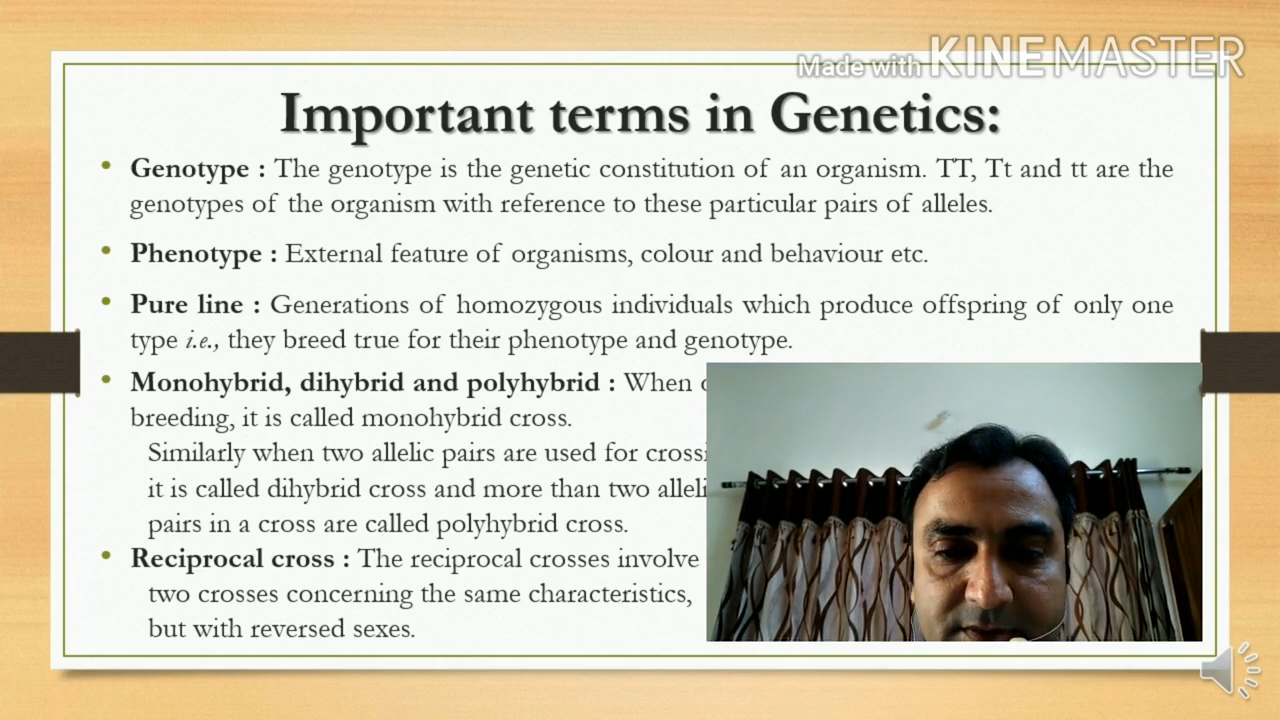 Made with KINEMASTER
Important terms in Genetics:
• Genotype : The genotype is the genetic constitution of an organism. TT, Tt and tt are the
genotypes of the organism with reference to these particular pairs of alleles.
• Phenotype : External feature of organisms, colour and behaviour etc.
• Pure line : Generations of homozygous individuals which produce offspring of only one
type i.e., they breed true for their phenotype and genotype.
• Monohybrid, dihybrid and polyhybrid : When
breeding, it is called monohybrid cross.
Similarly when two allelic pairs are used for
it is called dihybrid cross and more than two
pairs in a cross are called polyhybrid cross.
• Reciprocal cross : The reciprocal crosses involve
two crosses concerning the same characteristics,
but with reversed sexes.